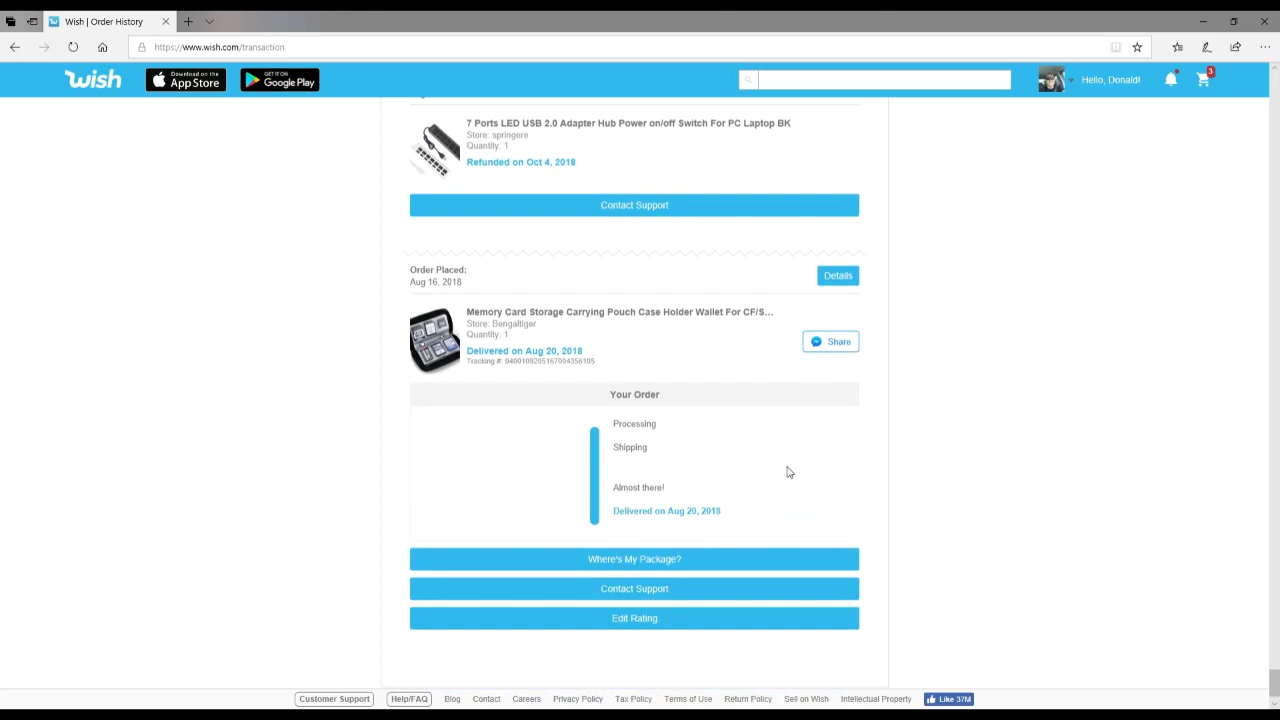 Wish | Order History
https://www.wish.com/transaction
wish
Download on the
App Store
GET IT ON
Google Play
Hello, Donald!
3
7 Ports LED USB 2.0 Adapter Hub Power on/off Switch For PC Laptop BK
Store: springere
Quantity: 1
Refunded on Oct 4, 2018
Contact Support
Order Placed:
Aug 16, 2018
Details
Memory Card Storage Carrying Pouch Case Holder Wallet For CF/S...
Store: Bengaltiger
Quantity: 1
Delivered on Aug 20, 2018
Tracking #: 9400109205167004356105
Share
Your Order
Processing
Shipping
Almost there!
Delivered on Aug 20, 2018
Where's My Package?
Contact Support
Edit Rating
Customer Support
Help/FAQ
Blog
Contact
Careers
Privacy Policy
Tax Policy
Terms of Use
Return Policy
Sell on Wish
Intellectual Property
Like 37M